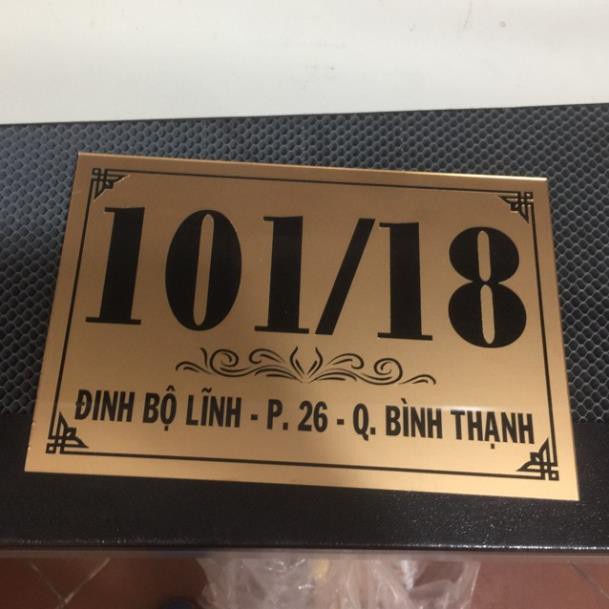 101/18
ĐINH BỘ LĨNH - P. 26 - Q. BÌNH THẠNH